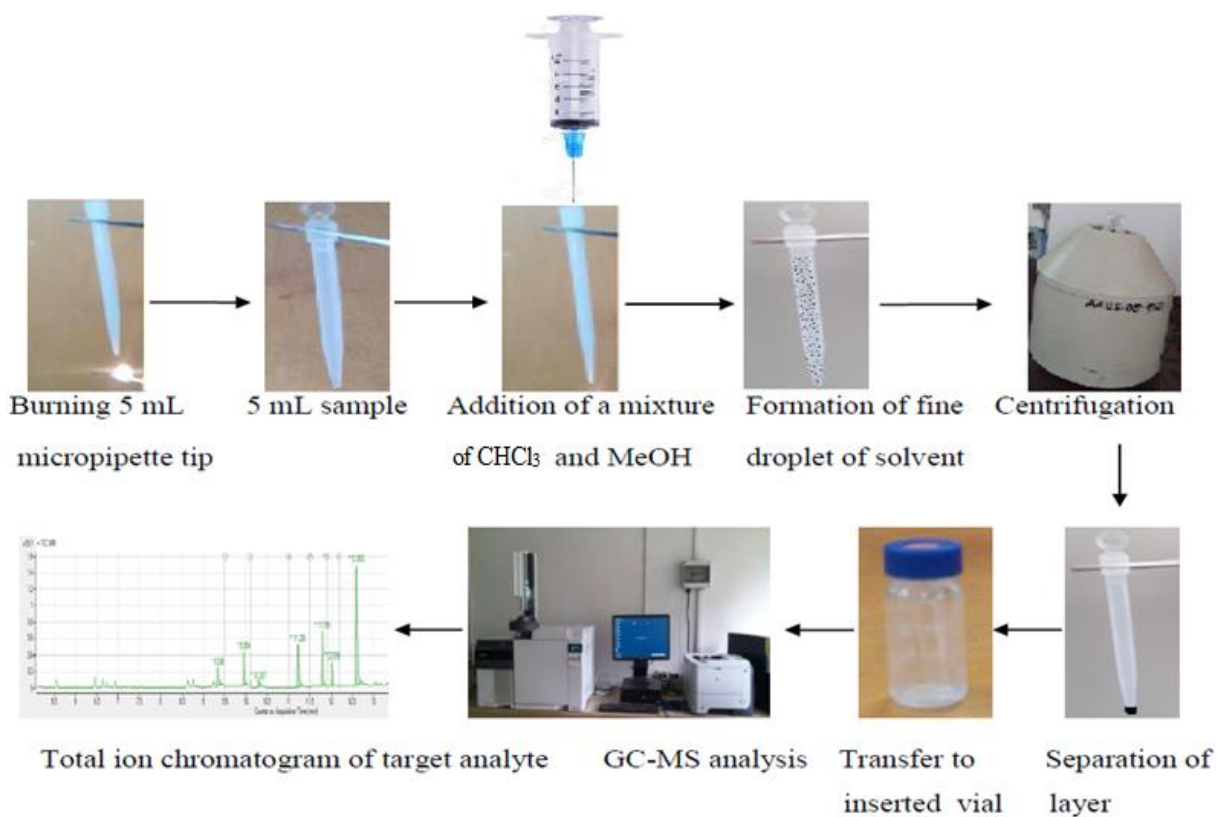 Burning 5 mL
micropipette tip
5 mL sample
Addition of a mixture
of CHCl₃ and MeOH
Formation of fine
droplet of solvent
Centrifugation
Total ion chromatogram of target analyte
GC-MS analysis
Transfer to
inserted vial
Separation of
layer